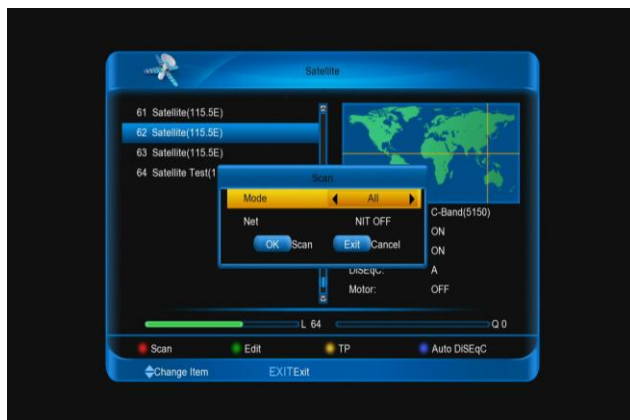 Satellite
61 Satellite(115.5E)
62 Satellite(115.5E)
63 Satellite(115.5E)
64 Satellite Test(1
Scan
Mode All
Net NIT OFF
OK Scan Exit Cancel
C-Band(5150)
ON
ON
DiSEqC: A
Motor: OFF
L 64 Q 0
Scan Edit TP Auto DiSEqC
Change Item EXIT Exit